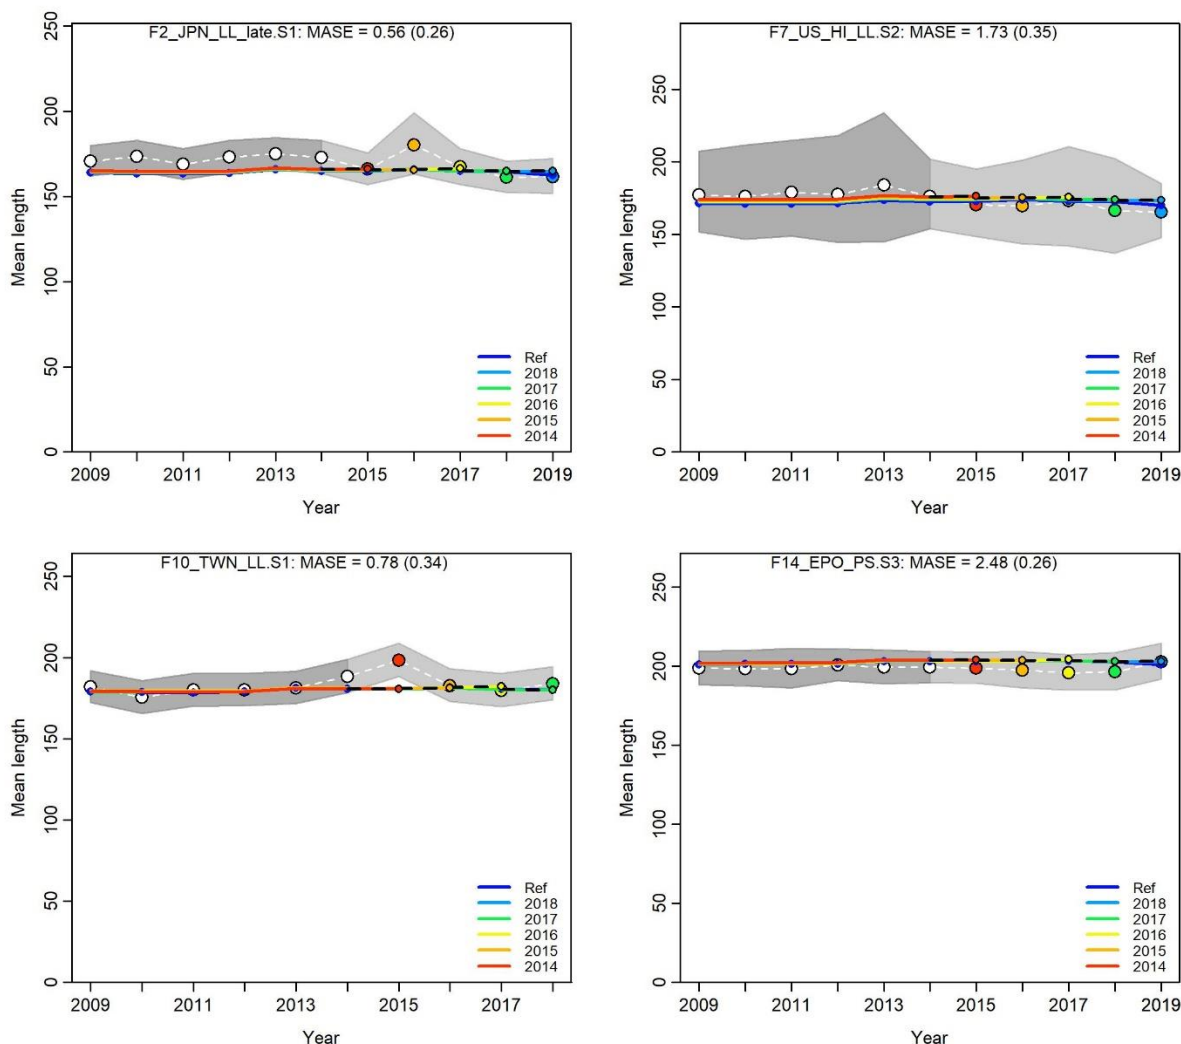 F2_JPN_LL_late.S1: MASE = 0.56 (0.26)
Mean length
0 50 100 150 200 250
Ref
2018
2017
2016
2015
2014
2009 2011 2013 2015 2017 2019
Year
F7_US_HI_LL.S2: MASE = 1.73 (0.35)
Mean length
0 50 100 150 200 250
Ref
2018
2017
2016
2015
2014
2009 2011 2013 2015 2017 2019
Year
F10_TWN_LL.S1: MASE = 0.78 (0.34)
Mean length
0 50 100 150 200 250
Ref
2018
2017
2016
2015
2014
2009 2011 2013 2015 2017
Year
F14_EPO_PS.S3: MASE = 2.48 (0.26)
Mean length
0 50 100 150 200 250
Ref
2018
2017
2016
2015
2014
2009 2011 2013 2015 2017 2019
Year